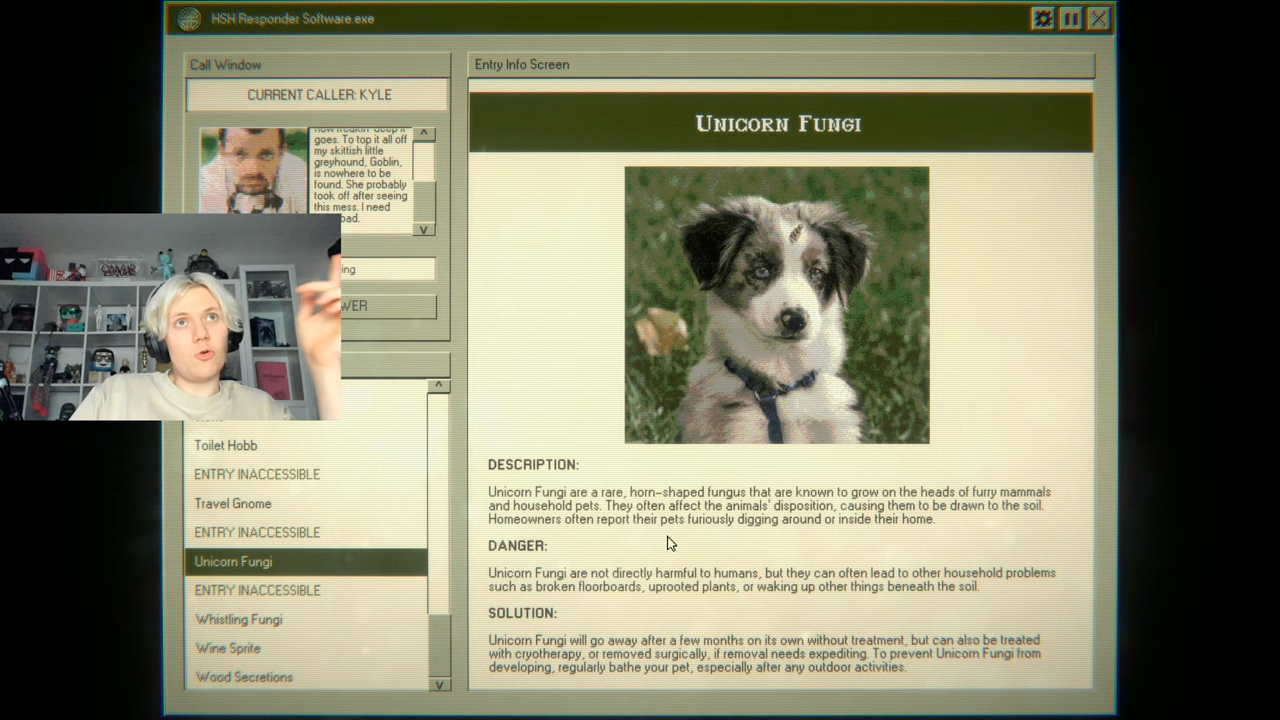 HSH Responder Software.exe
Call Window
CURRENT CALLER: KYLE
goes. To top it all off
my skittish little
greyhound, Goblin,
is nowhere to be
found. She probably
took off after seeing
this mess. I need
Toilet Hobb
ENTRY INACCESSIBLE
Travel Gnome
ENTRY INACCESSIBLE
Unicorn Fungi
ENTRY INACCESSIBLE
Whistling Fungi
Wine Sprite
Wood Secretions
Entry Info Screen
UNICORN FUNGI
DESCRIPTION:
Unicorn Fungi are a rare, horn-shaped fungus that are known to grow on the heads of furry mammals
and household pets. They often affect the animals' disposition, causing them to be drawn to the soil.
Homeowners often report their pets furiously digging around or inside their home.
DANGER:
Unicorn Fungi are not directly harmful to humans, but they can often lead to other household problems
such as broken floorboards, uprooted plants, or waking up other things beneath the soil.
SOLUTION:
Unicorn Fungi will go away after a few months on its own without treatment, but can also be treated
with cryotherapy, or removed surgically, if removal needs expediting. To prevent Unicorn Fungi from
developing, regularly bathe your pet, especially after any outdoor activities.